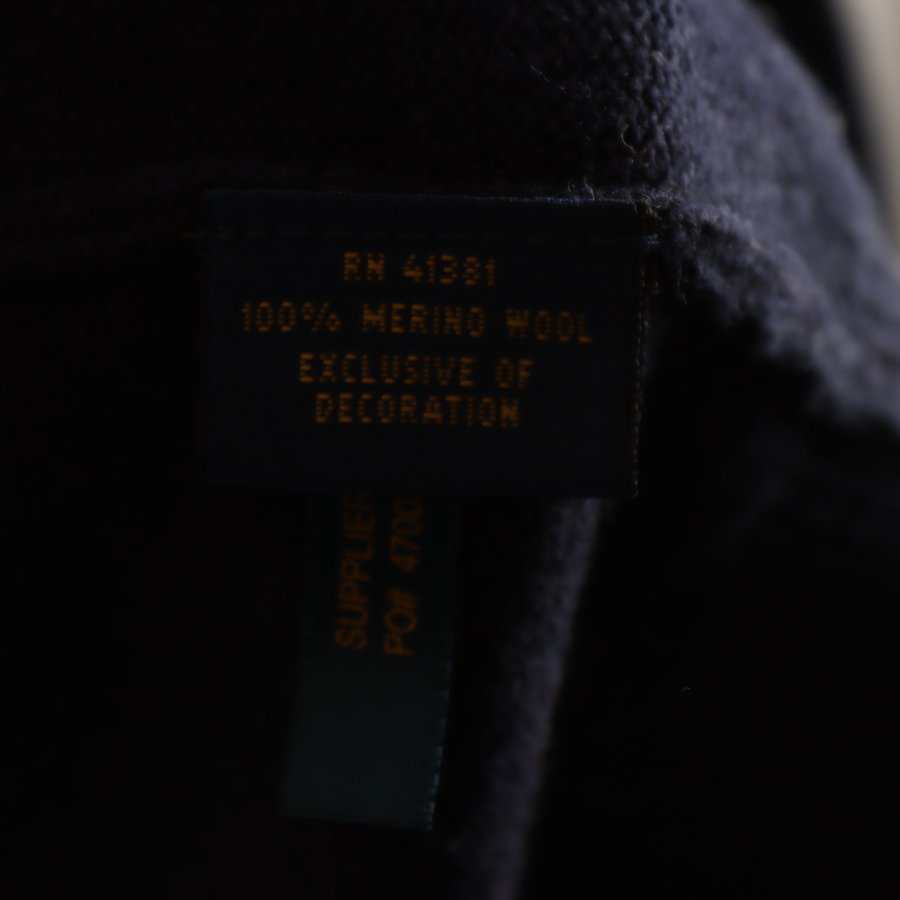 RN 41381
100% MERINO WOOL
EXCLUSIVE OF
DECORATION
SUPPLIER
PO# 4700